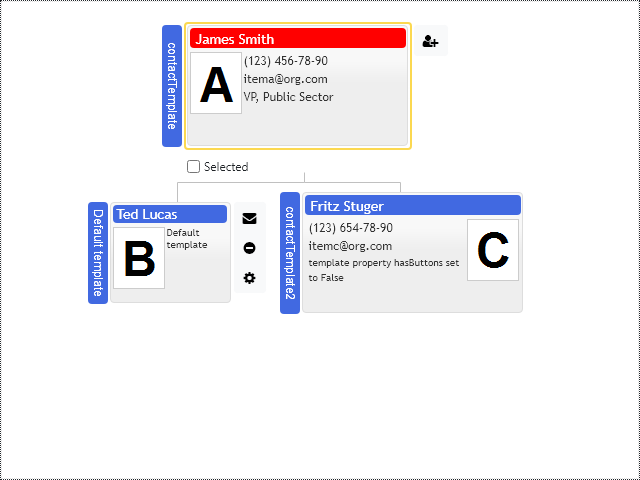 contactTemplate
James Smith
A
(123) 456-78-90
itema@org.com
VP, Public Sector
Selected
Default template
Ted Lucas
B
Default
template
contactTemplate2
Fritz Stuger
(123) 654-78-90
itemc@org.com
template property hasButtons set
to False
C